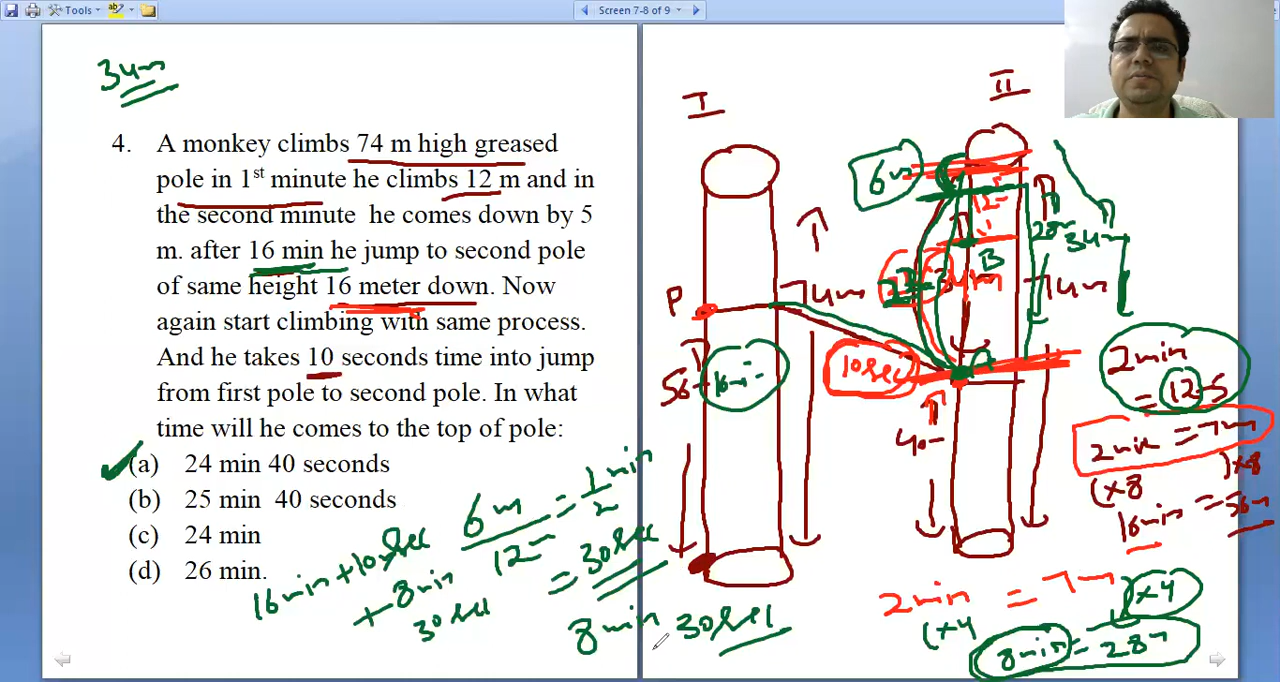 Tools
Screen 7-8 of 9
34m
4. A monkey climbs 74 m high greased
pole in 1st minute he climbs 12 m and in
the second minute he comes down by 5
m. after 16 min he jump to second pole
of same height 16 meter down. Now
again start climbing with same process.
And he takes 10 seconds time into jump
from first pole to second pole. In what
time will he comes to the top of pole:
(a) 24 min 40 seconds
(b) 25 min 40 seconds
(c) 24 min
(d) 26 min.
16min + 10sec
+ 8min
30sec
6m = 1/2 min
12m
= 30sec
8min 30sec
I
II
6m
12
B
28m
34m
74m
74m
P
10sec
56m
16min
40m
2min
= 12-5
2min = 7m
(×8
)×8
16min = 56m
2min = 7m
)×4
(×4
8min = 28m